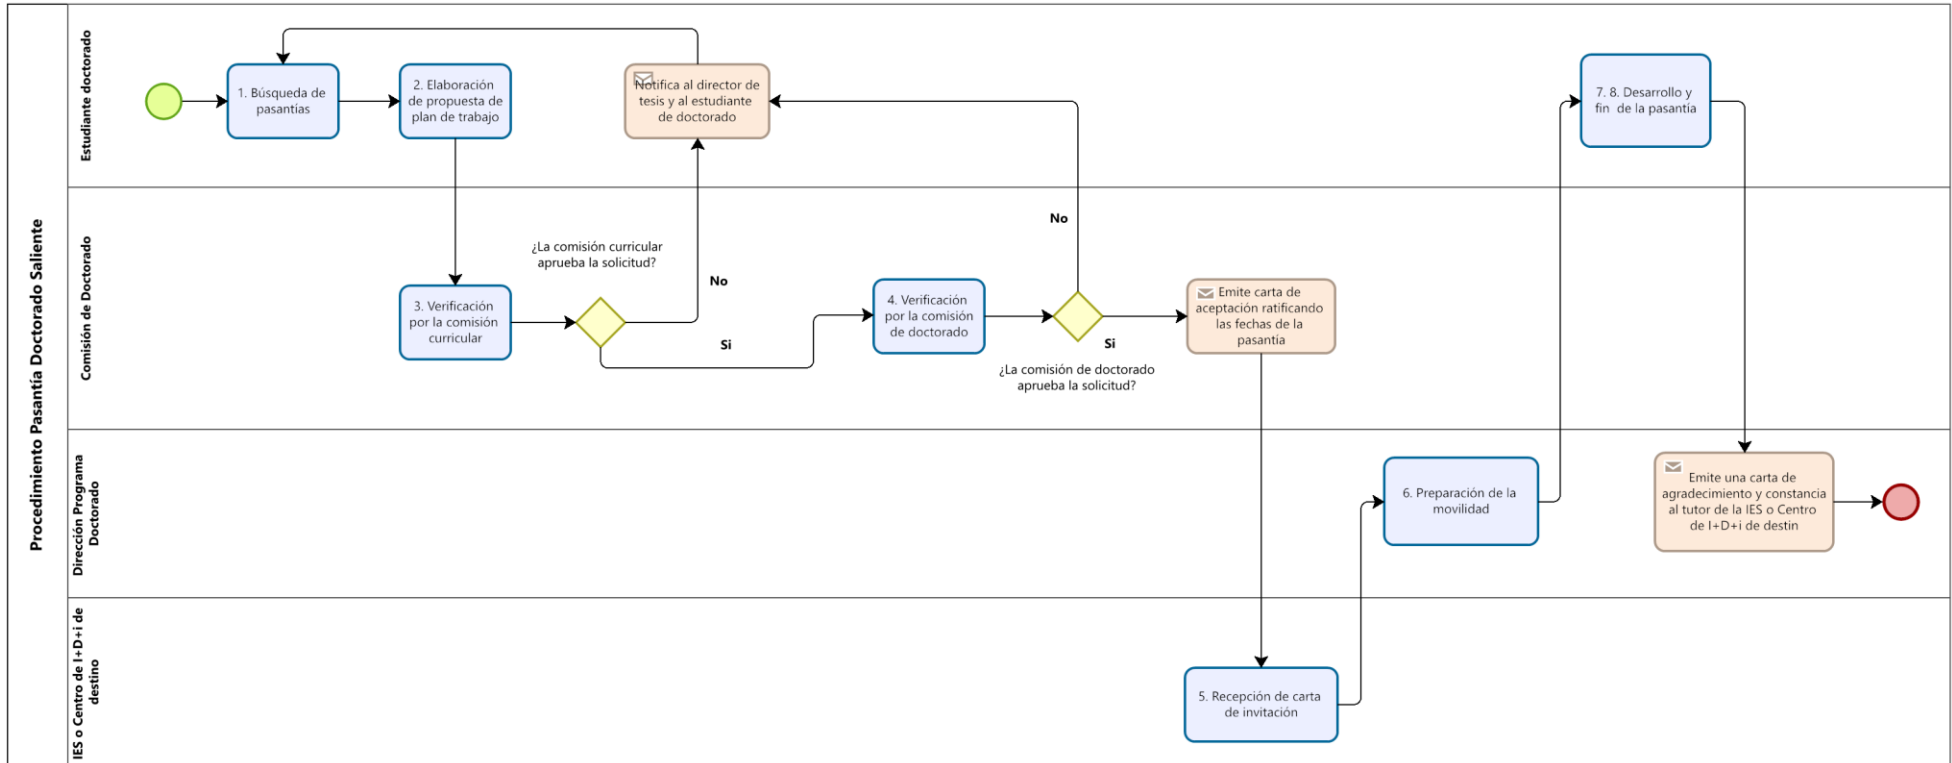 Procedimiento Pasantía Doctorado Saliente
Estudiante doctorado
1. Búsqueda de
pasantías
2. Elaboración
de propuesta de
plan de trabajo
Notifica al director de
tesis y al estudiante
de doctorado
7. 8. Desarrollo y
fin de la pasantía
Comisión de Doctorado
3. Verificación
por la comisión
curricular
¿La comisión curricular
aprueba la solicitud?
No
Si
4. Verificación
por la comisión
de doctorado
No
Si
¿La comisión de doctorado
aprueba la solicitud?
Emite carta de
aceptación ratificando
las fechas de la
pasantía
Dirección Programa
Doctorado
6. Preparación de la
movilidad
Emite una carta de
agradecimiento y constancia
al tutor de la IES o Centro
de I+D+i de destin
IES o Centro de I+D+i de
destino
5. Recepción de carta
de invitación